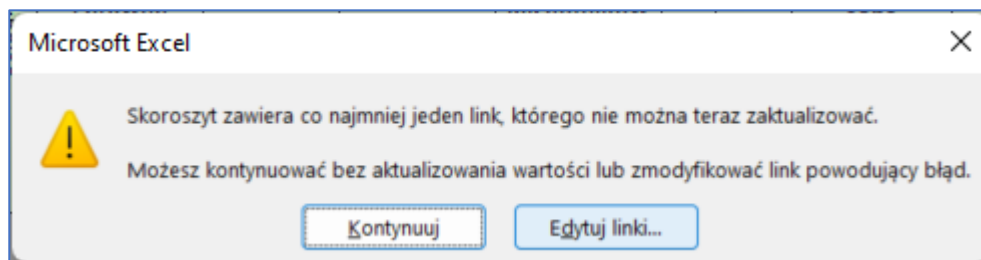 Microsoft Excel
Skoroszyt zawiera co najmniej jeden link, którego nie można teraz zaktualizować.
Możesz kontynuować bez aktualizowania wartości lub zmodyfikować link powodujący błąd.
Kontynuuj
Edytuj linki...